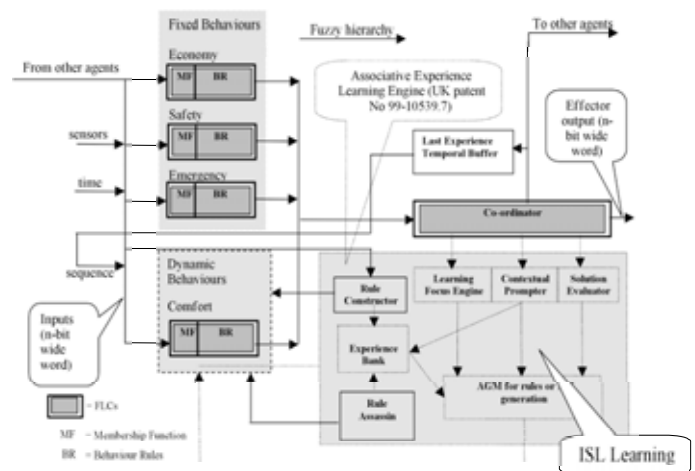 Fixed Behaviours
Fuzzy hierarchy
To other agents
From other agents
Economy
MF BR
Associative Experience
Learning Engine (UK patent
No 99-10539.7)
Effector
output (n-
bit wide
word)
Safety
sensors
MF BR
Last Experience
Temporal Buffer
time
Emergency
MF BR
Co-ordinator
sequence
Dynamic
Behaviours
Rule
Constructor
Learning
Focus Engine
Contextual
Prompter
Solution
Evaluator
Inputs
(n-bit
wide
word)
Comfort
MF BR
Experience
Bank
AGM for rules or
generation
Rule
Assassin
= FLCs
MF = Membership Function
BR = Behaviour Rules
ISL Learning